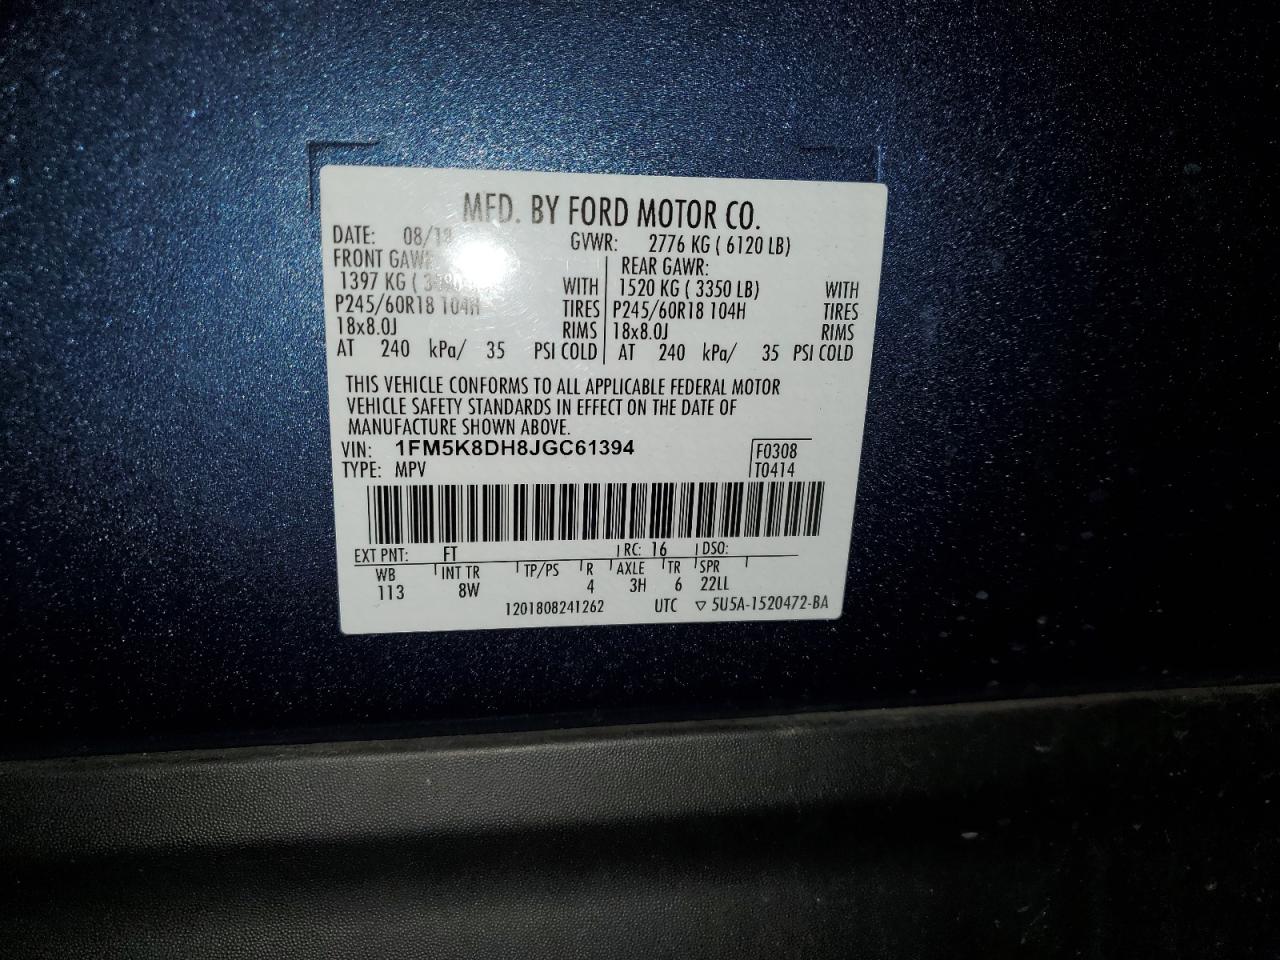 MFD. BY FORD MOTOR CO.
DATE: 08/18 GVWR: 2776 KG ( 6120 LB)
FRONT GAWR REAR GAWR:
1397 KG ( WITH 1520 KG ( 3350 LB) WITH
P245/60R18 104H TIRES P245/60R18 104H TIRES
18x8.0J RIMS 18x8.0J RIMS
AT 240 kPa/ 35 PSI COLD AT 240 kPa/ 35 PSI COLD
THIS VEHICLE CONFORMS TO ALL APPLICABLE FEDERAL MOTOR
VEHICLE SAFETY STANDARDS IN EFFECT ON THE DATE OF
MANUFACTURE SHOWN ABOVE.
VIN: 1FM5K8DH8JGC61394 F0308
TYPE: MPV T0414
EXT PNT: FT RC: 16 DSO:
WB INT TR TP/PS R AXLE TR SPR
113 8W 4 3H 6 22LL
1201808241262 UTC ▽ 5U5A-1520472-BA